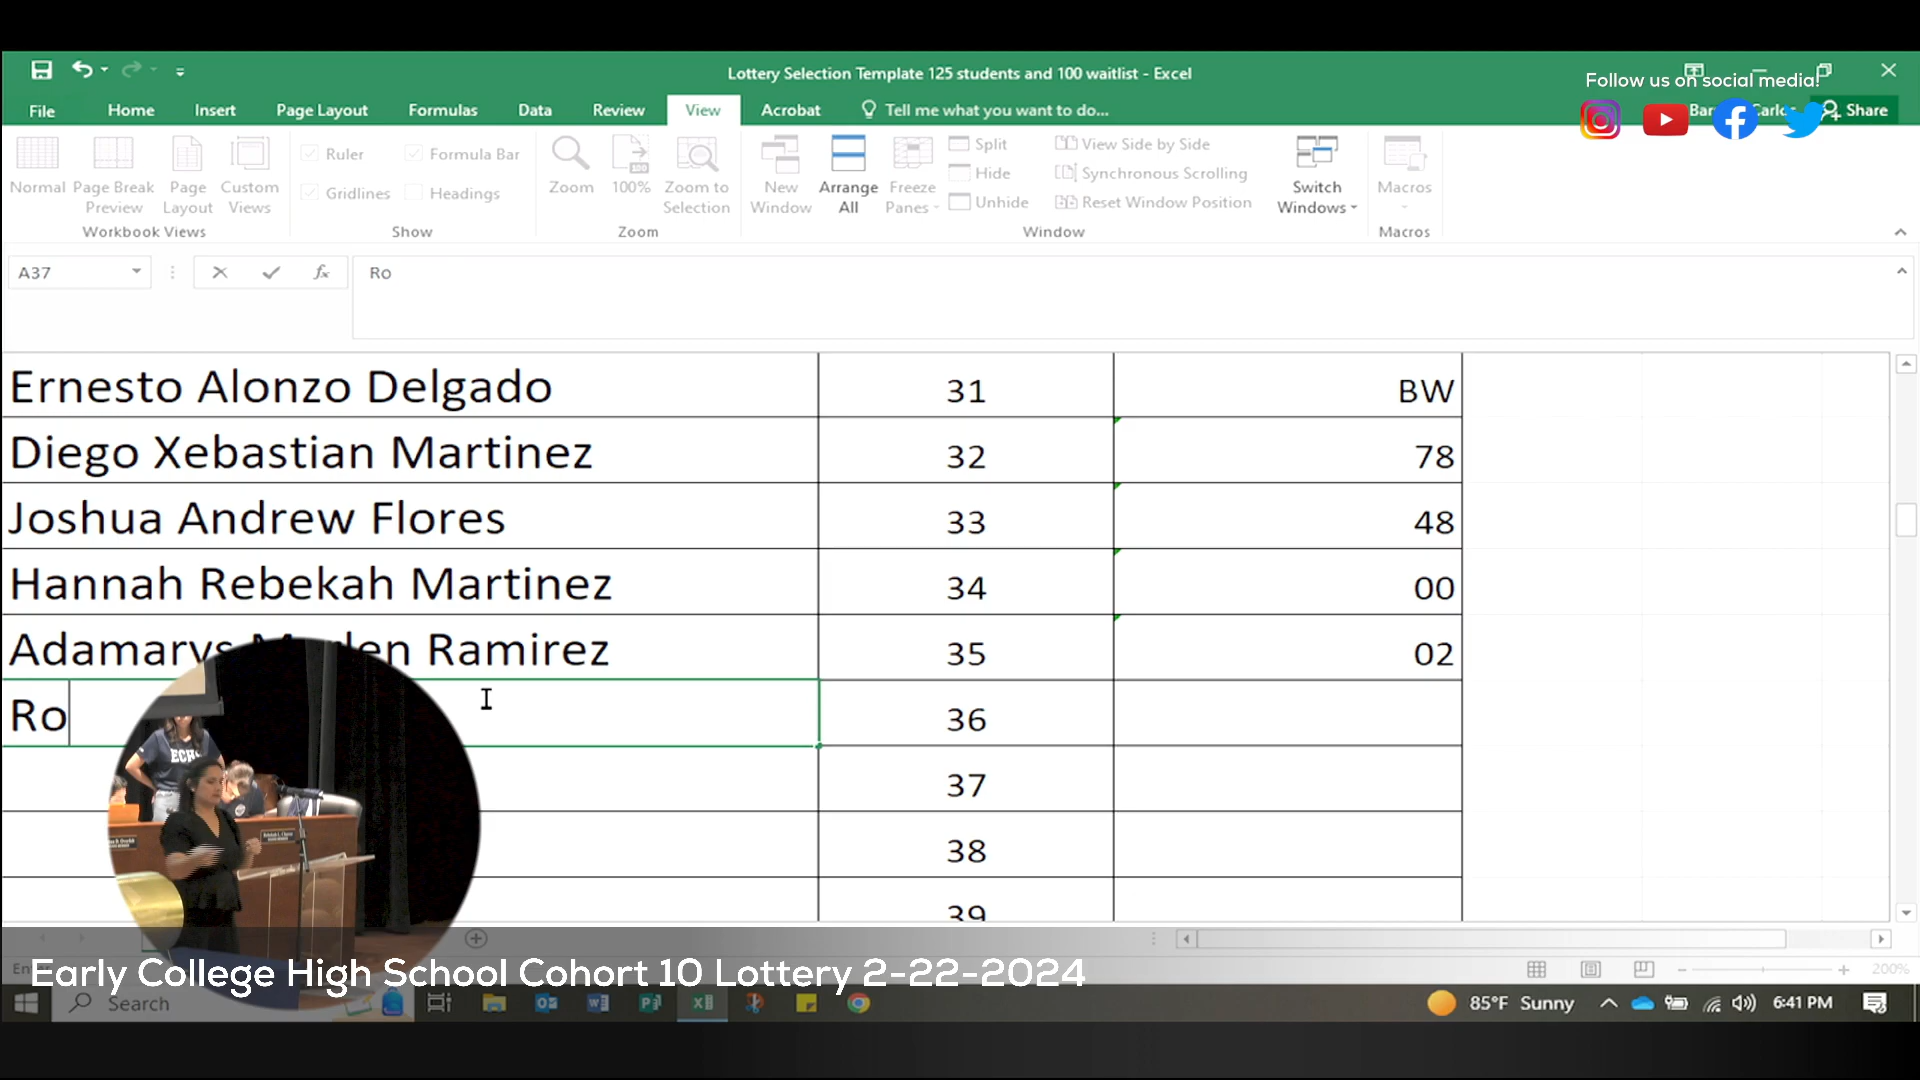 Lottery Selection Template 125 students and 100 waitlist - Excel
Follow us on social media!
File Home Insert Page Layout Formulas Data Review View Acrobat Tell me what you want to do... Share
Normal Page Break Preview Page Layout Custom Views
Workbook Views
Ruler Formula Bar
Gridlines Headings
Show
Zoom 100% Zoom to Selection
Zoom
New Window Arrange All Freeze Panes
Split
Hide
Unhide
View Side by Side
Synchronous Scrolling
Reset Window Position
Switch Windows
Window
Macros
Macros
A37 fx Ro
Ernesto Alonzo Delgado 31 BW
Diego Xebastian Martinez 32 78
Joshua Andrew Flores 33 48
Hannah Rebekah Martinez 34 00
Adamarys Ramirez 35 02
Ro 36
37
38
39
ECHS
200%
Early College High School Cohort 10 Lottery 2-22-2024
Search
85°F Sunny
6:41 PM